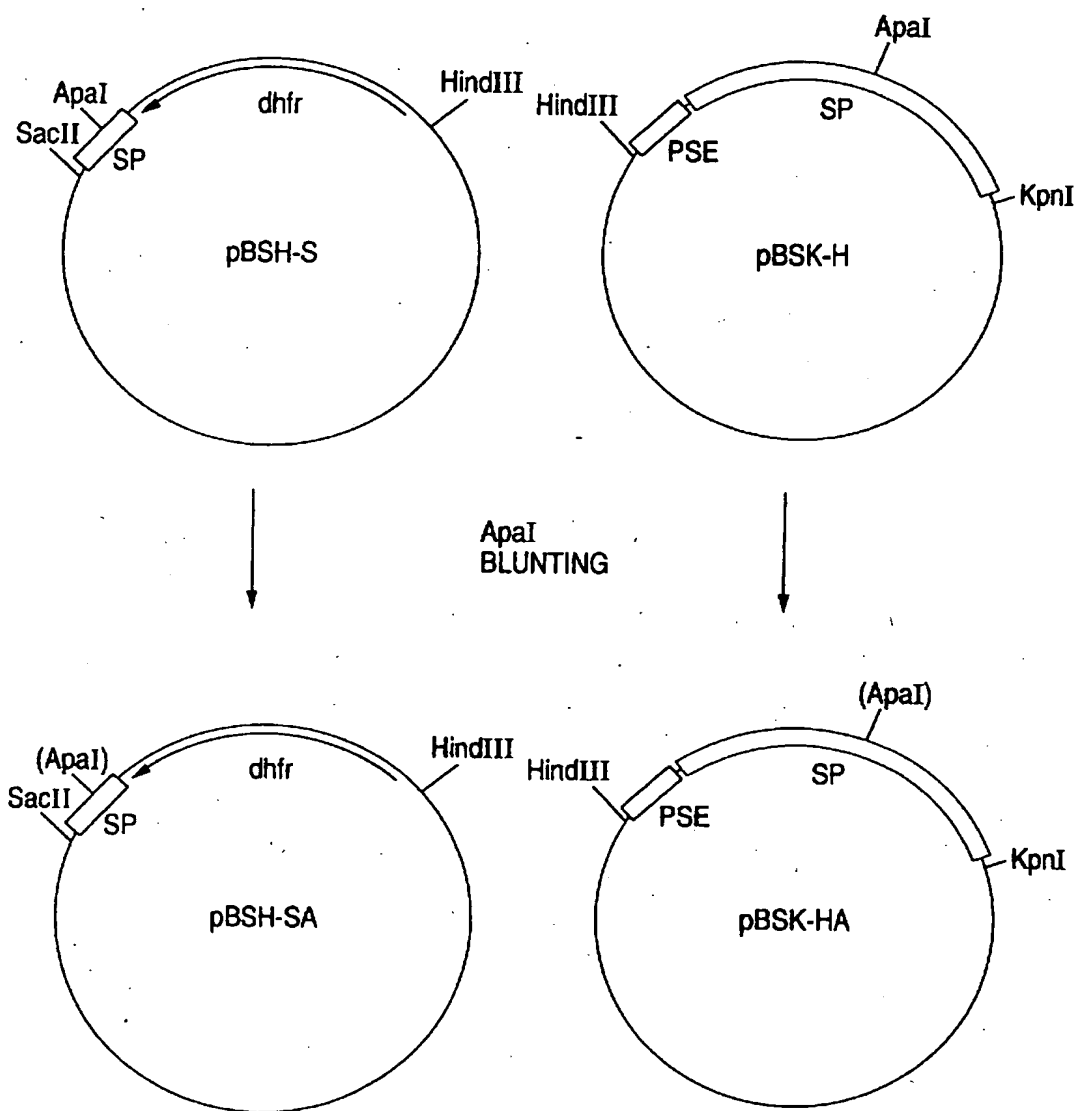 ApaI
HindIII
dhfr
SacII
SP
pBSH-S
ApaI
HindIII
SP
PSE
KpnI
pBSK-H
ApaI
BLUNTING
(ApaI)
HindIII
dhfr
SacII
SP
pBSH-SA
(ApaI)
HindIII
SP
PSE
KpnI
pBSK-HA